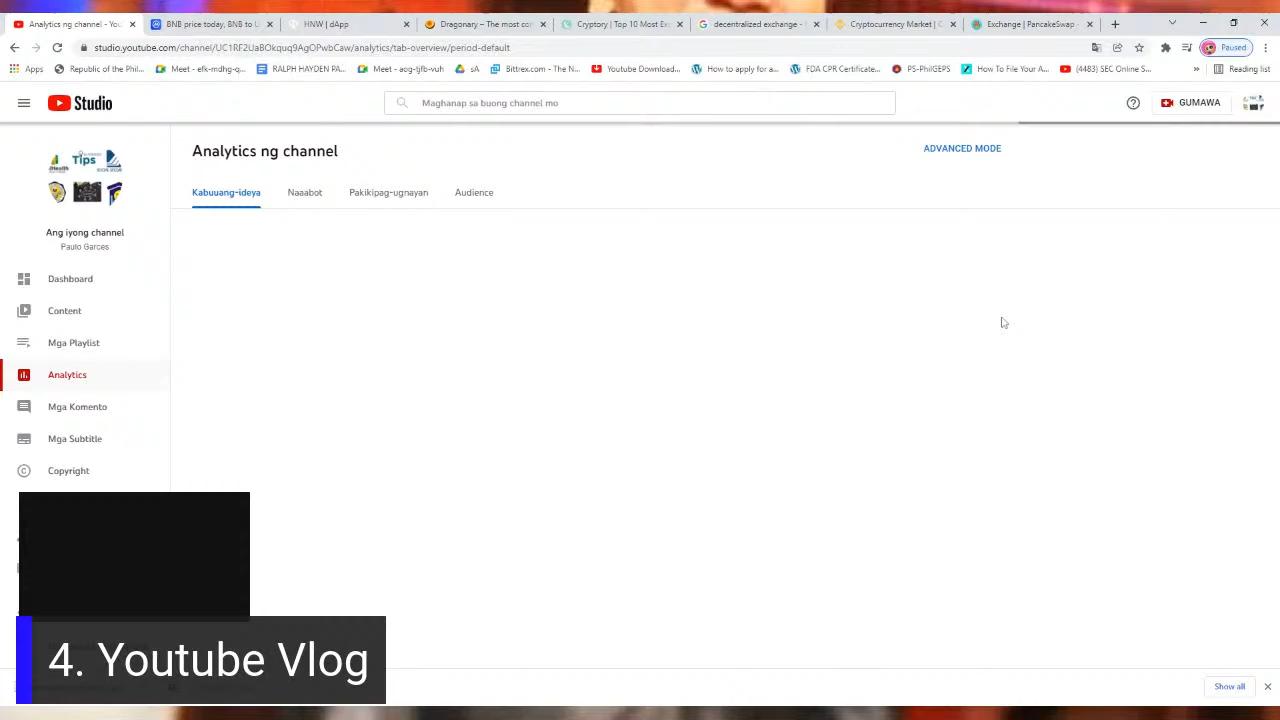 Analytics - You
BNB price today, BNB to U
HNW | dApp
Dragonary – The most con
Cryptory | Top 10 Most Ex
decentralized exchange -
Cryptocurrency Market | C
Exchange | PancakeSwap -
studio.youtube.com/channel/UC1RF2UaBOkquq9AgOPwbCaw/analytics/tab-overview/period-default
Paused
Apps
Republic of the Phil...
Meet - efk-mdhg-q...
RALPH HAYDEN PA...
Meet - aog-tjfb-vuh
sA
Bittrex.com - The N...
Youtube Download...
How to apply for a...
FDA CPR Certificate...
PS-PhilGEPS
How To File Your A...
(4483) SEC Online S...
»
Reading list
Studio
Maghanap sa buong channel mo
GUMAWA
Tips
Analytics ng channel
ADVANCED MODE
Kabuuang-ideya
Naaabot
Pakikipag-ugnayan
Audience
Ang iyong channel
Paulo Garces
Dashboard
Content
Mga Playlist
Analytics
Mga Komento
Mga Subtitle
Copyright
4. Youtube Vlog
Show all